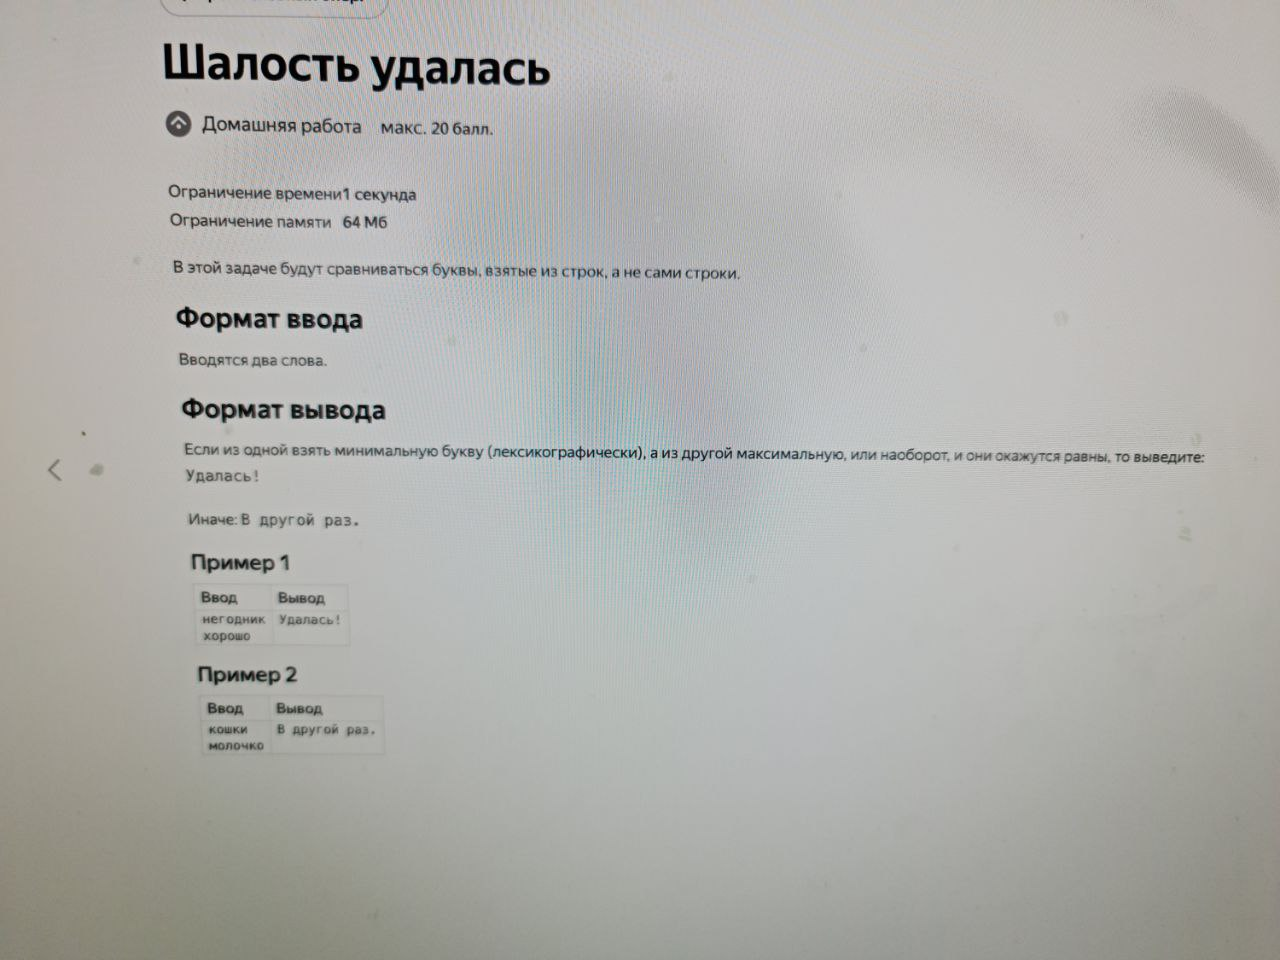 Шалость удалась
Домашняя работа макс. 20 балл.
Ограничение времени1 секунда
Ограничение памяти 64 Мб
В этой задаче будут сравниваться буквы, взятые из строк, а не сами строки.
Формат ввода
Вводятся два слова.
Формат вывода
Если из одной взять минимальную букву (лексикографически), а из другой максимальную, или наоборот, и они окажутся равны, то выведите:
Удалась!
Иначе: В другой раз.
Пример 1
Ввод Вывод
негодник Удалась!
хорошо
Пример 2
Ввод Вывод
кошки В другой раз.
молочко